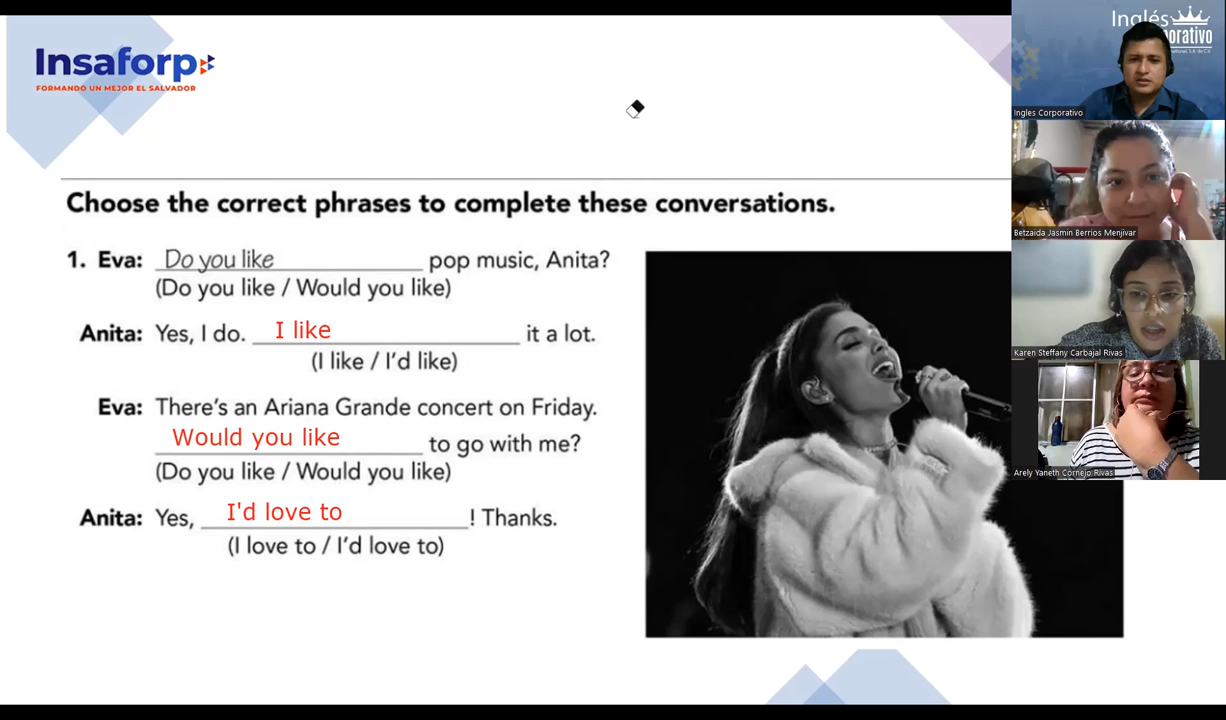 Insaforp
FORMANDO UN MEJOR EL SALVADOR
Choose the correct phrases to complete these conversations.
1. Eva: Do you like pop music, Anita?
(Do you like / Would you like)
Anita: Yes, I do. I like it a lot.
(I like / I'd like)
Eva: There's an Ariana Grande concert on Friday.
Would you like to go with me?
(Do you like / Would you like)
Anita: Yes, I'd love to ! Thanks.
(I love to / I'd love to)
Inglés
Ingles Corporativo
Betzaida Jasmin Berrios Menjivar
Karen Steffany Carbajal Rivas
Arely Yaneth Cornejo Rivas